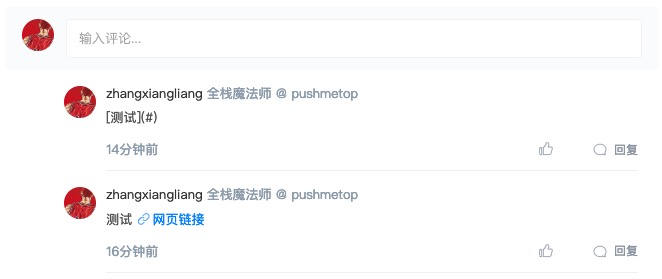 输入评论...
zhangxiangliang 全栈魔法师 @ pushmetop
[测试](#)
14分钟前 回复
zhangxiangliang 全栈魔法师 @ pushmetop
测试 网页链接
16分钟前 回复